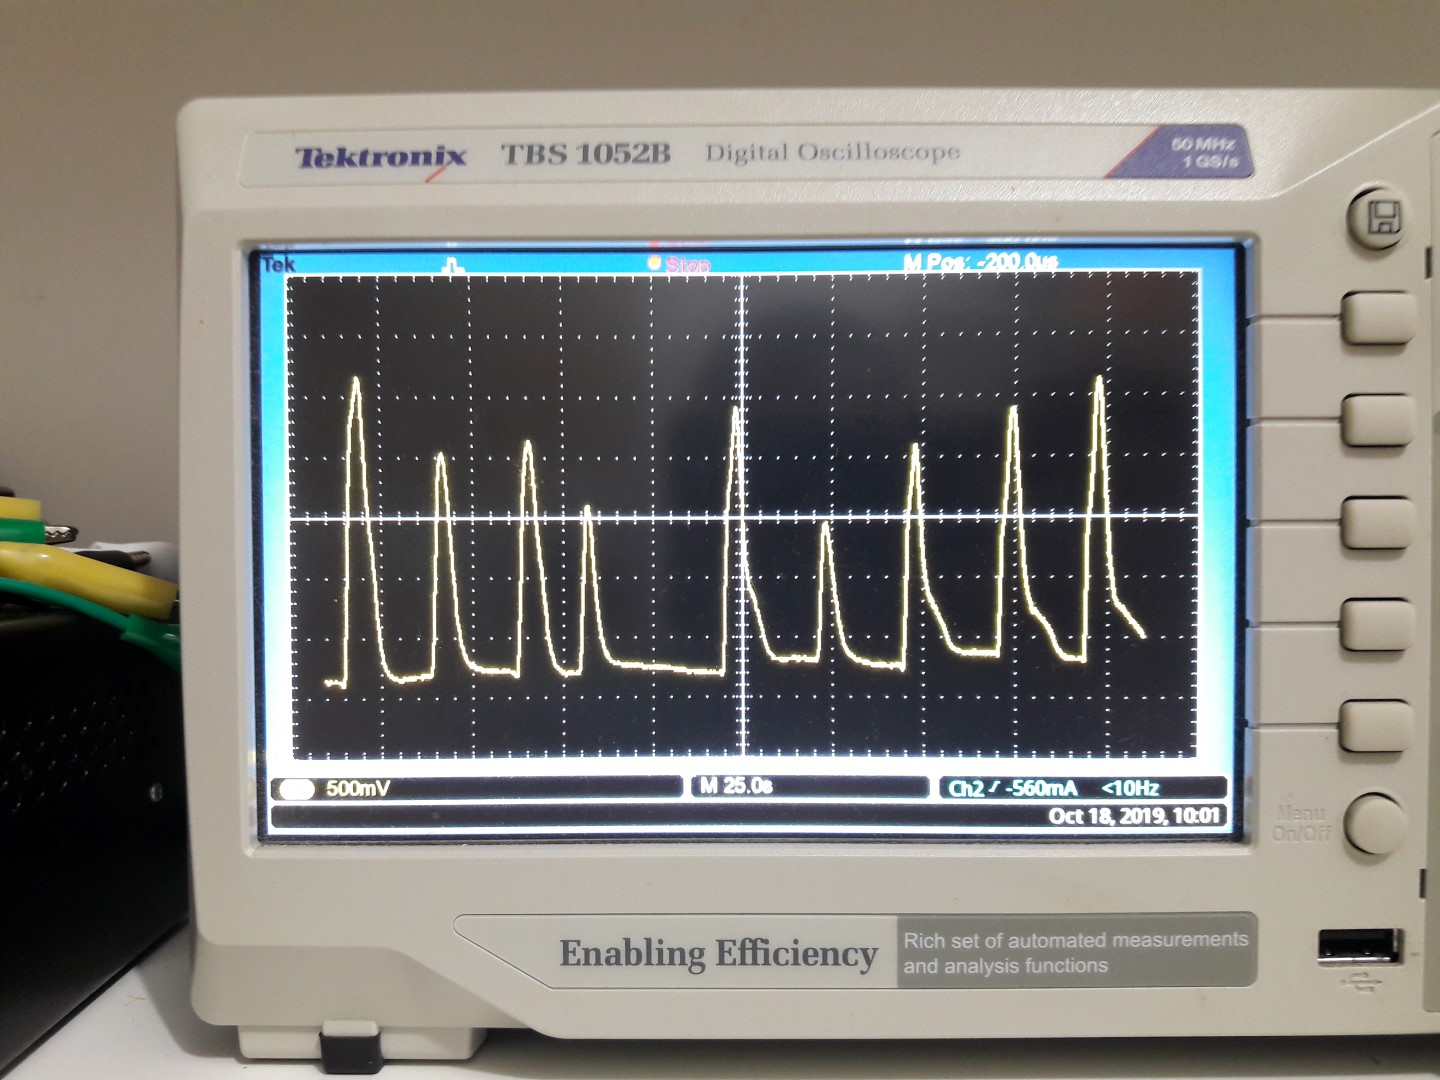 Tektronix TBS 1052B Digital Oscilloscope
50 MHz
1 GS/s
Tek Stop M Pos: -200.0us
500mV M 25.0s Ch2 -560mA <10Hz
Oct 18, 2019, 10:01
Menu
On/Off
Enabling Efficiency
Rich set of automated measurements
and analysis functions